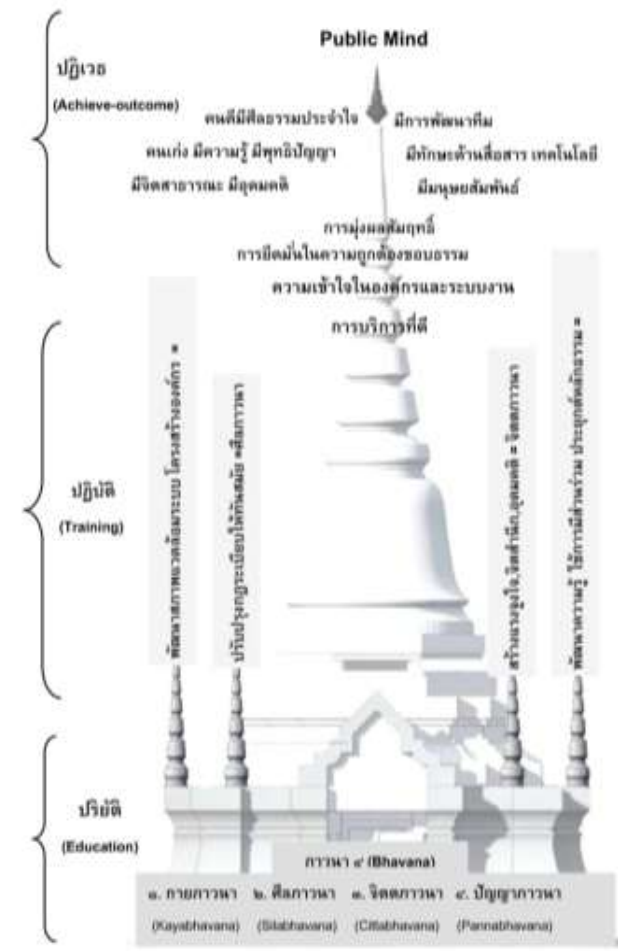 Public Mind
ปฏิเวธ
(Achieve-outcome)
คนดีมีศีลธรรมประจำใจ
มีการพัฒนาทีม
คนเก่ง มีความรู้ มีพุทธิปัญญา
มีทักษะด้านสื่อสาร เทคโนโลยี
มีจิตสาธารณะ มีอุดมคติ
มีมนุษยสัมพันธ์
การมุ่งผลสัมฤทธิ์
การยึดมั่นในความถูกต้องชอบธรรม
ความเข้าใจในองค์กรและระบบงาน
การบริการที่ดี
ปฏิบัติ
(Training)
พัฒนาสภาพแวดล้อมระบบ โครงสร้างองค์กร =
ปรับปรุงกฎระเบียบให้ทันสมัย =ศีลภาวนา
สร้างแรงจูงใจ,จิตสำนึก,อุดมคติ = จิตตภาวนา
พัฒนาความรู้ ใช้การมีส่วนร่วม ประยุกต์หลักธรรม =
ปริยัติ
(Education)
ภาวนา ๔ (Bhavana)
๑. กายภาวนา ๒. ศีลภาวนา ๓. จิตตภาวนา ๔. ปัญญาภาวนา
(Kayabhavana) (Silabhavana) (Cittabhavana) (Pannabhavana)